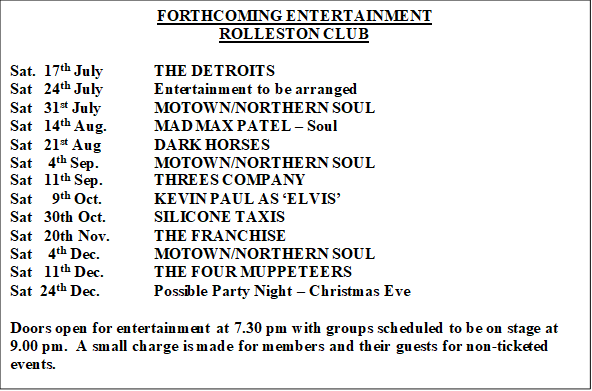 FORTHCOMING ENTERTAINMENT
ROLLESTON CLUB
Sat. 17th July THE DETROITS
Sat 24th July Entertainment to be arranged
Sat 31st July MOTOWN/NORTHERN SOUL
Sat 14th Aug. MAD MAX PATEL – Soul
Sat 21st Aug DARK HORSES
Sat 4th Sep. MOTOWN/NORTHERN SOUL
Sat 11th Sep. THREES COMPANY
Sat 9th Oct. KEVIN PAUL AS ‘ELVIS’
Sat 30th Oct. SILICONE TAXIS
Sat 20th Nov. THE FRANCHISE
Sat 4th Dec. MOTOWN/NORTHERN SOUL
Sat 11th Dec. THE FOUR MUPPETEERS
Sat 24th Dec. Possible Party Night – Christmas Eve
Doors open for entertainment at 7.30 pm with groups scheduled to be on stage at
9.00 pm. A small charge is made for members and their guests for non-ticketed
events.